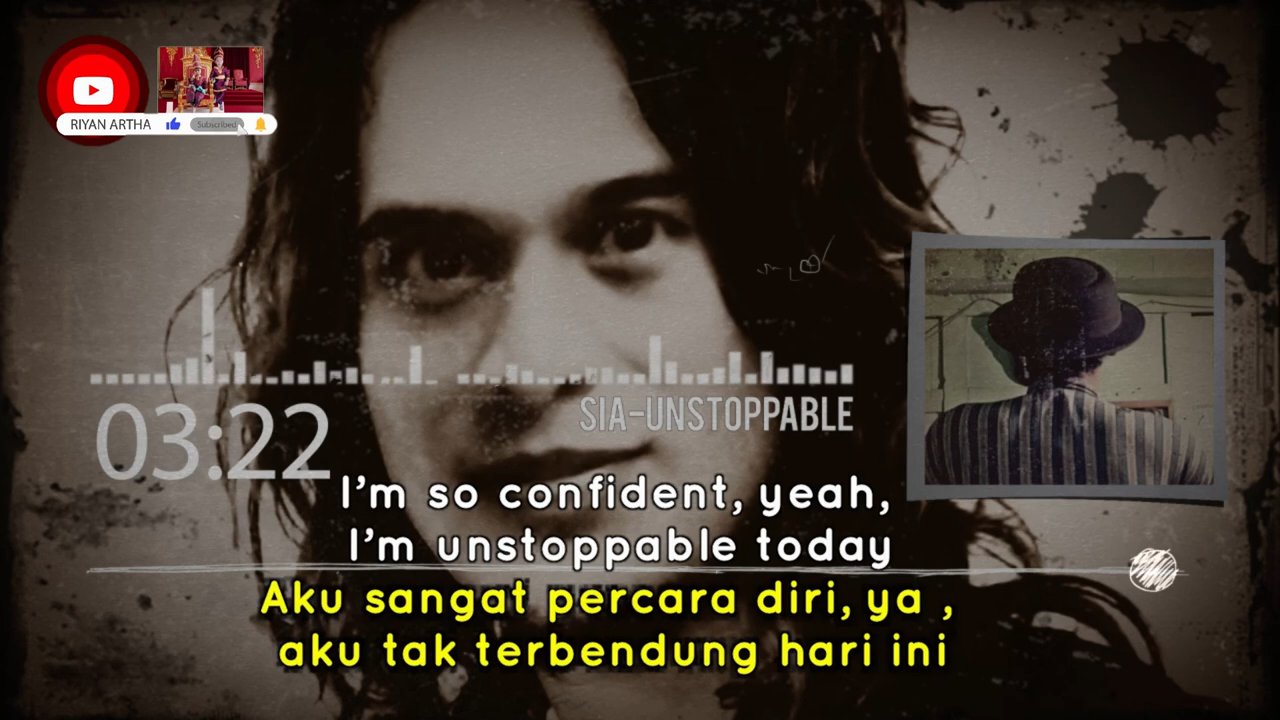 RIYAN ARTHA
Subscribed
03:22
SIA-UNSTOPPABLE
I'm so confident, yeah,
I'm unstoppable today
Aku sangat percara diri, ya ,
aku tak terbendung hari ini